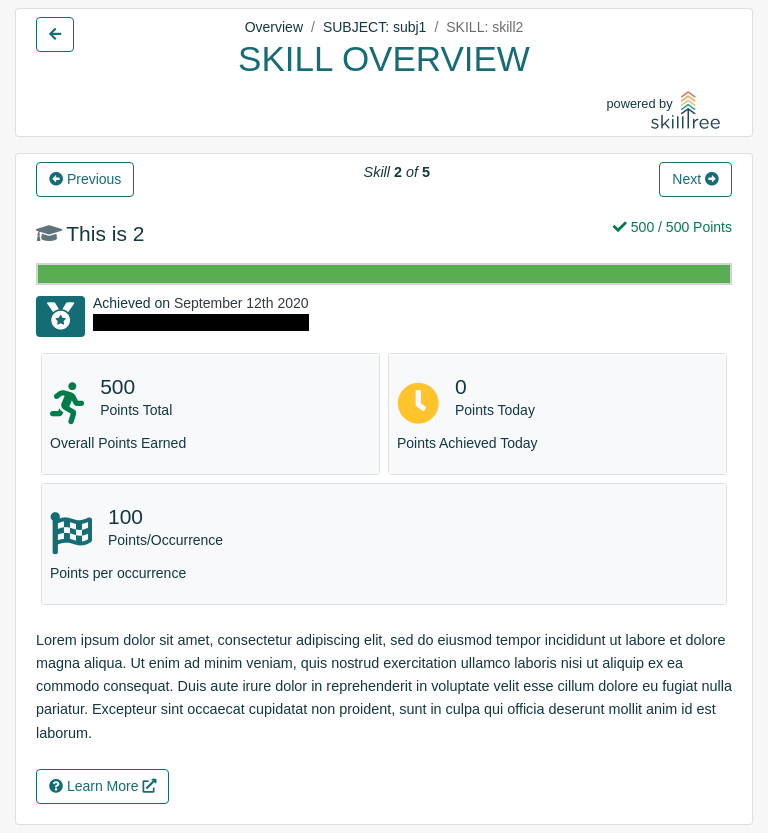 Overview / SUBJECT: subj1 / SKILL: skill2
SKILL OVERVIEW
powered by
skilltree
Previous
Skill 2 of 5
Next
This is 2
500 / 500 Points
Achieved on September 12th 2020
500
Points Total
Overall Points Earned
0
Points Today
Points Achieved Today
100
Points/Occurrence
Points per occurrence
Lorem ipsum dolor sit amet, consectetur adipiscing elit, sed do eiusmod tempor incididunt ut labore et dolore
magna aliqua. Ut enim ad minim veniam, quis nostrud exercitation ullamco laboris nisi ut aliquip ex ea
commodo consequat. Duis aute irure dolor in reprehenderit in voluptate velit esse cillum dolore eu fugiat nulla
pariatur. Excepteur sint occaecat cupidatat non proident, sunt in culpa qui officia deserunt mollit anim id est
laborum.
Learn More